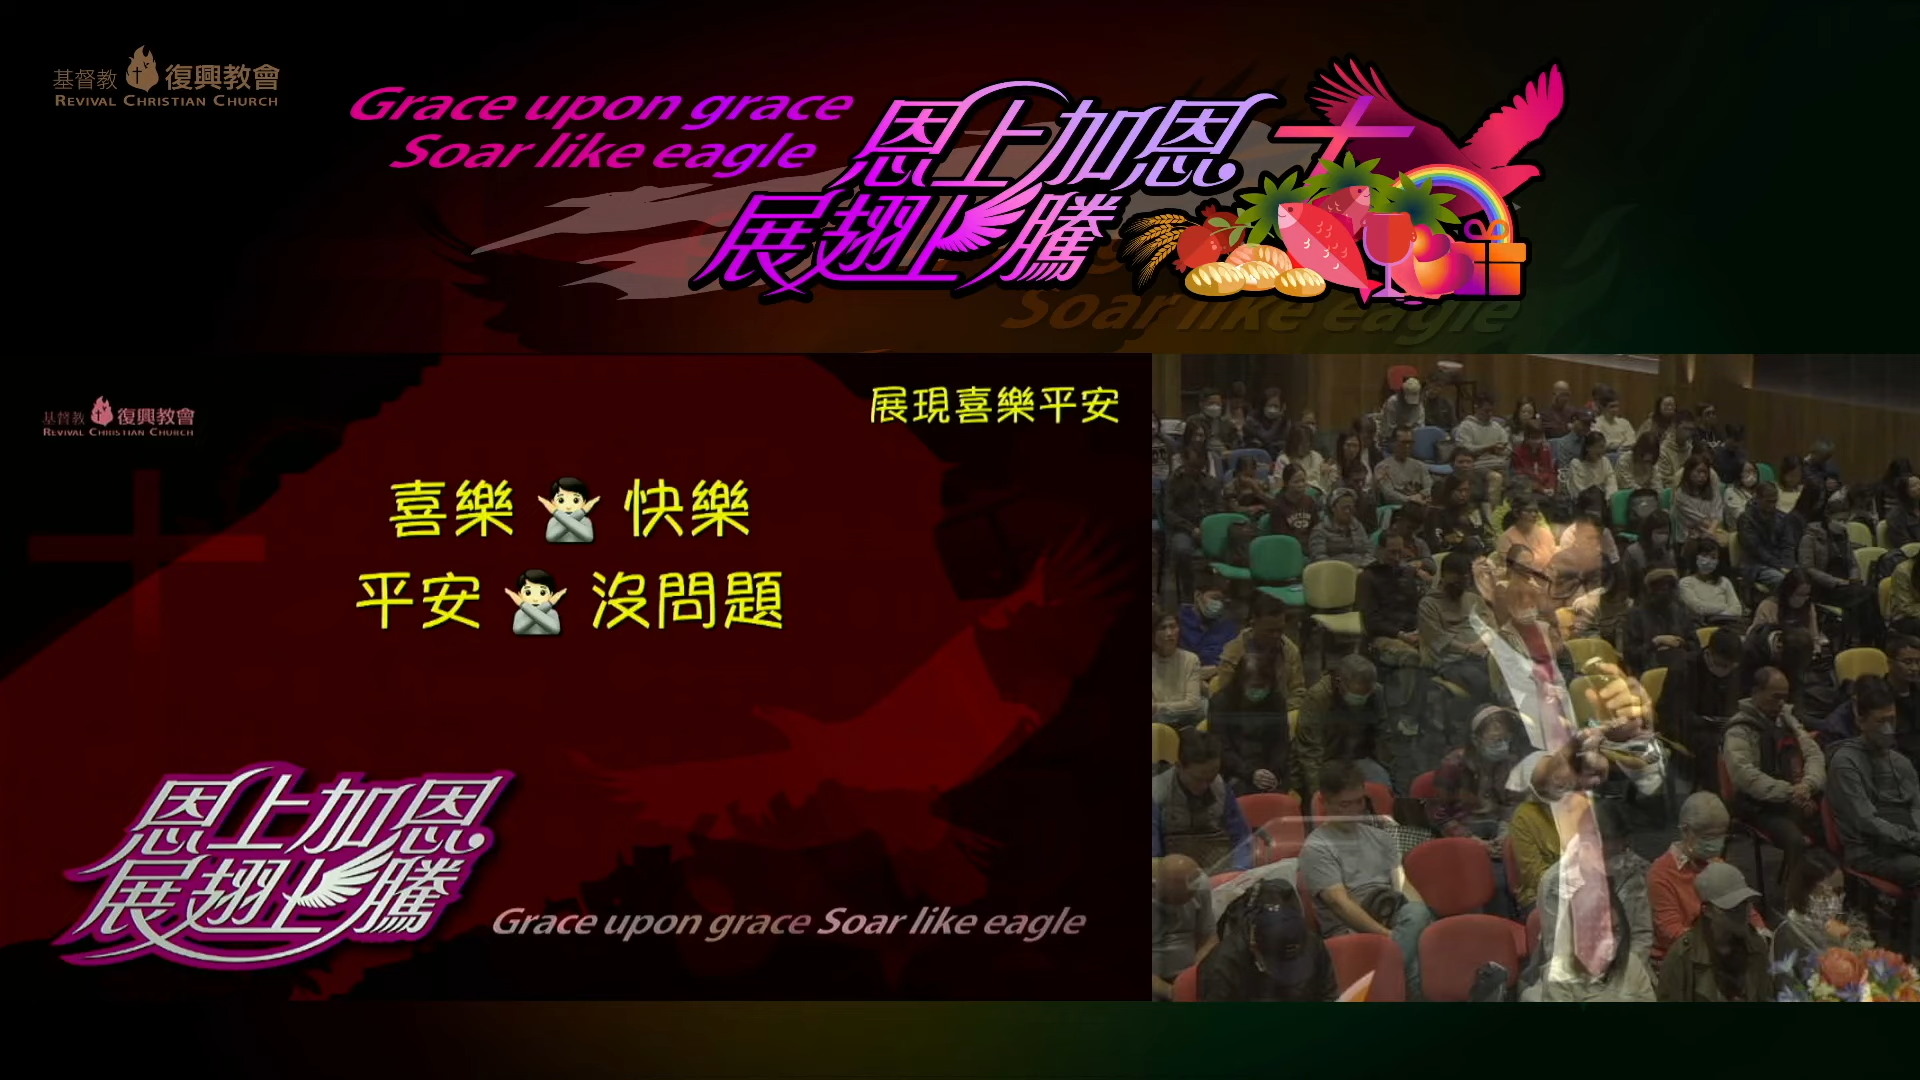 基督教 復興教會
REVIVAL CHRISTIAN CHURCH
Grace upon grace
Soar like eagle
恩上加恩
展翅上騰
Soar like eagle
基督教 復興教會
REVIVAL CHRISTIAN CHURCH
展現喜樂平安
喜樂 🙅🏻 快樂
平安 🙅🏻 沒問題
恩上加恩
展翅上騰
Grace upon grace Soar like eagle